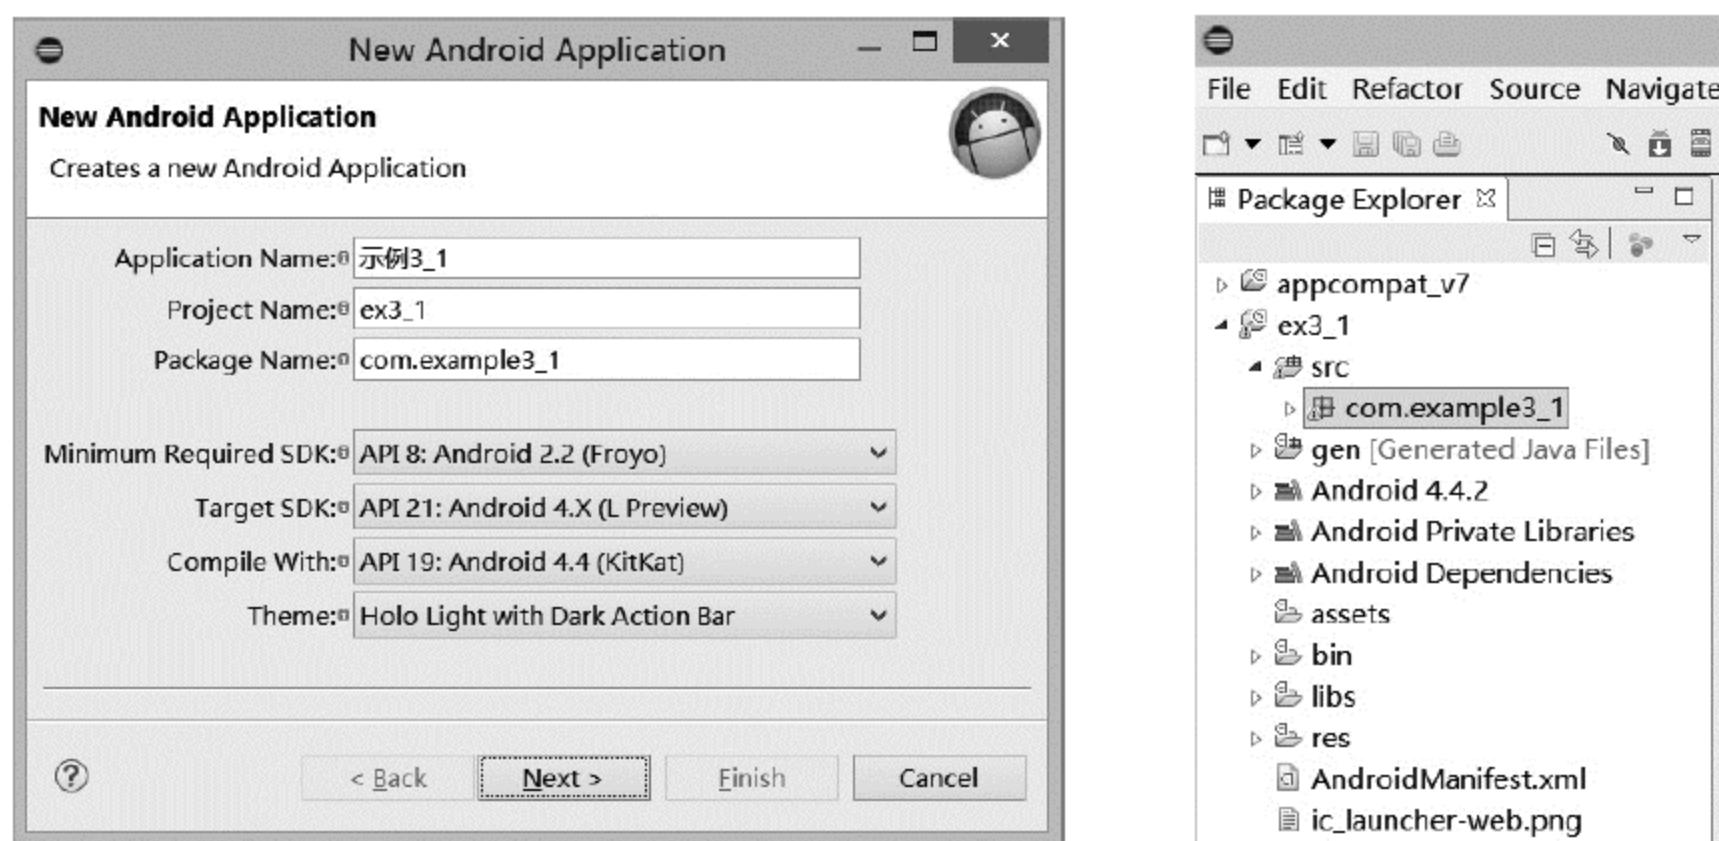 New Android Application
New Android Application
Creates a new Android Application
Application Name: 示例3_1
Project Name: ex3_1
Package Name: com.example3_1
Minimum Required SDK: API 8: Android 2.2 (Froyo)
Target SDK: API 21: Android 4.X (L Preview)
Compile With: API 19: Android 4.4 (KitKat)
Theme: Holo Light with Dark Action Bar
? < Back Next > Finish Cancel
File Edit Refactor Source Navigate
Package Explorer
appcompat_v7
ex3_1
src
com.example3_1
gen [Generated Java Files]
Android 4.4.2
Android Private Libraries
Android Dependencies
assets
bin
libs
res
AndroidManifest.xml
ic_launcher-web.png